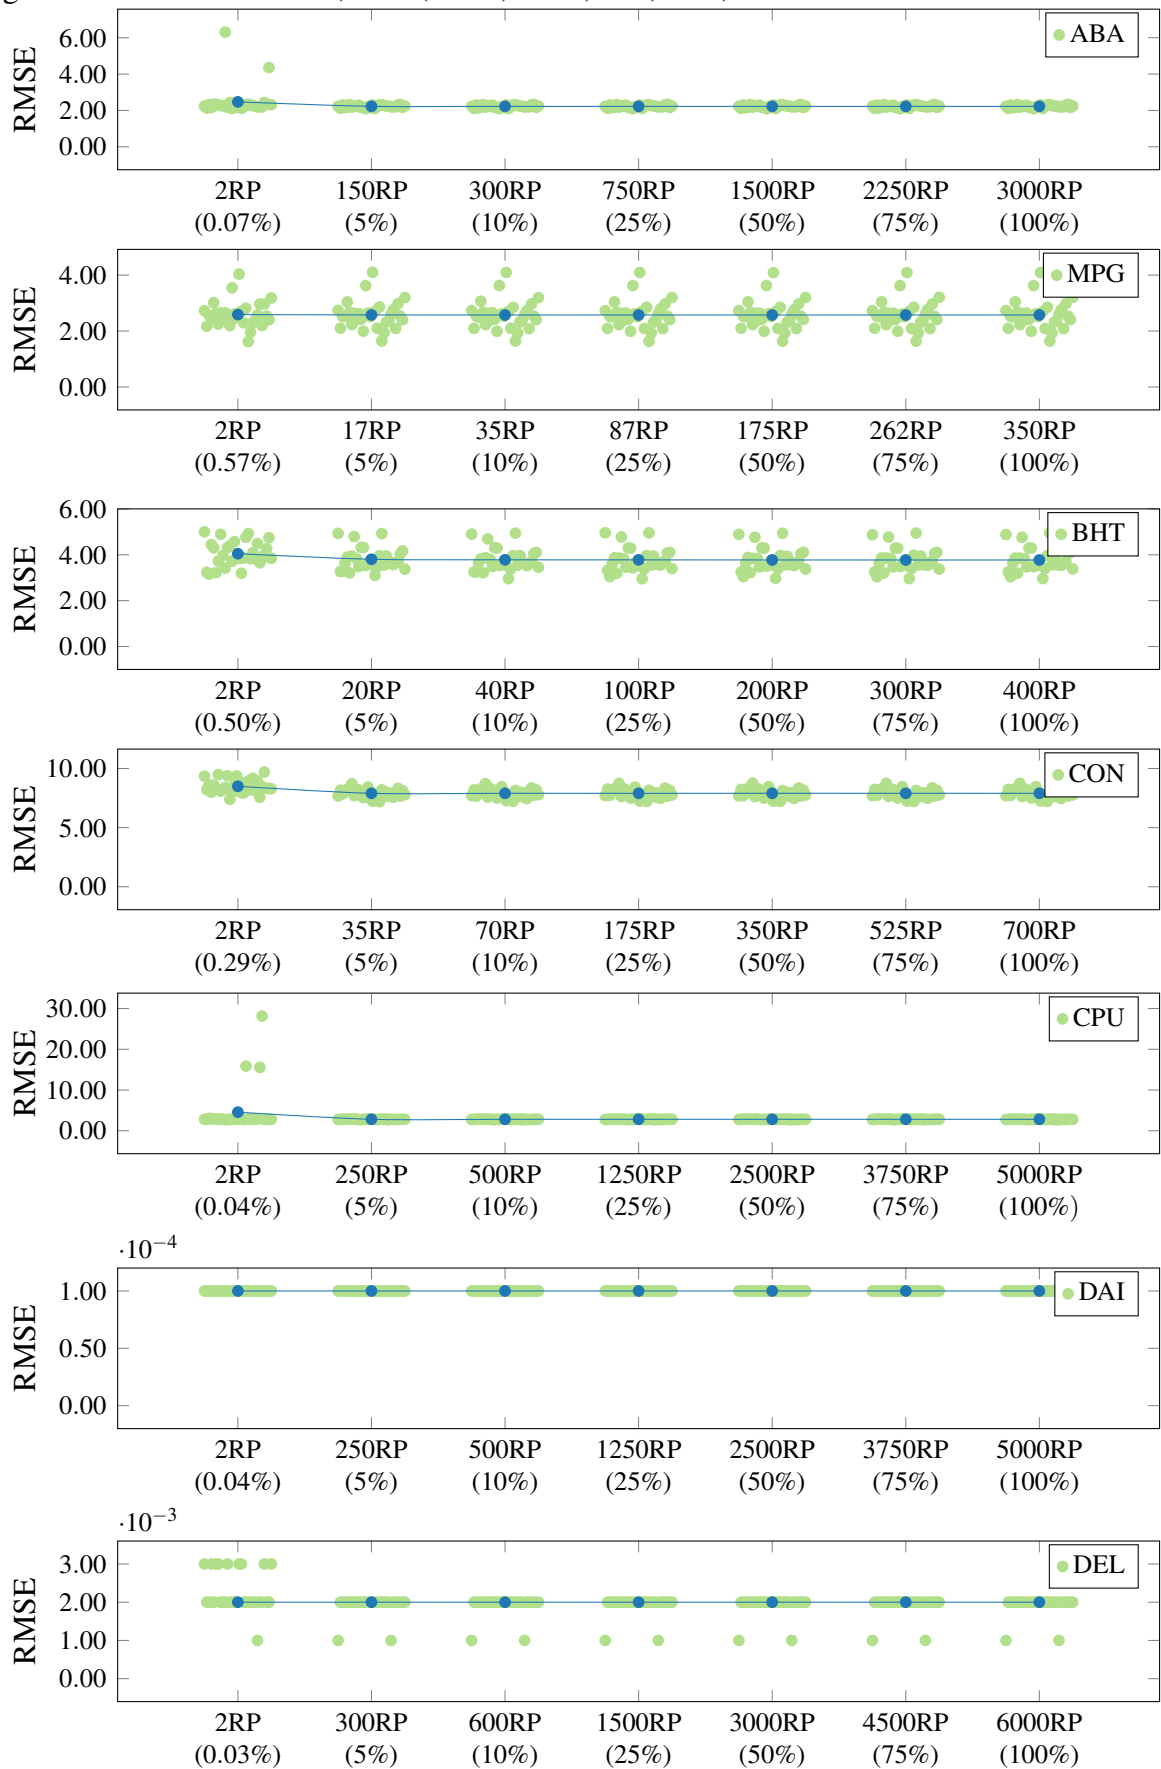 ABA
6.00
4.00
2.00
0.00
RMSE
2RP 150RP 300RP 750RP 1500RP 2250RP 3000RP
(0.07%) (5%) (10%) (25%) (50%) (75%) (100%)
MPG
4.00
2.00
0.00
RMSE
2RP 17RP 35RP 87RP 175RP 262RP 350RP
(0.57%) (5%) (10%) (25%) (50%) (75%) (100%)
BHT
6.00
4.00
2.00
0.00
RMSE
2RP 20RP 40RP 100RP 200RP 300RP 400RP
(0.50%) (5%) (10%) (25%) (50%) (75%) (100%)
CON
10.00
5.00
0.00
RMSE
2RP 35RP 70RP 175RP 350RP 525RP 700RP
(0.29%) (5%) (10%) (25%) (50%) (75%) (100%)
CPU
30.00
20.00
10.00
0.00
RMSE
2RP 250RP 500RP 1250RP 2500RP 3750RP 5000RP
(0.04%) (5%) (10%) (25%) (50%) (75%) (100%)
·10⁻⁴
DAI
1.00
0.50
0.00
RMSE
2RP 250RP 500RP 1250RP 2500RP 3750RP 5000RP
(0.04%) (5%) (10%) (25%) (50%) (75%) (100%)
·10⁻³
DEL
3.00
2.00
1.00
0.00
RMSE
2RP 300RP 600RP 1500RP 3000RP 4500RP 6000RP
(0.03%) (5%) (10%) (25%) (50%) (75%) (100%)